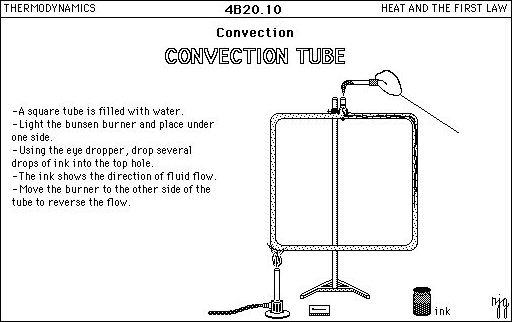 THERMODYNAMICS 4B20.10 HEAT AND THE FIRST LAW
Convection
CONVECTION TUBE
-A square tube is filled with water.
-Light the bunsen burner and place under
one side.
-Using the eye dropper, drop several
drops of ink into the top hole.
-The ink shows the direction of fluid flow.
-Move the burner to the other side of the
tube to reverse the flow.
ink